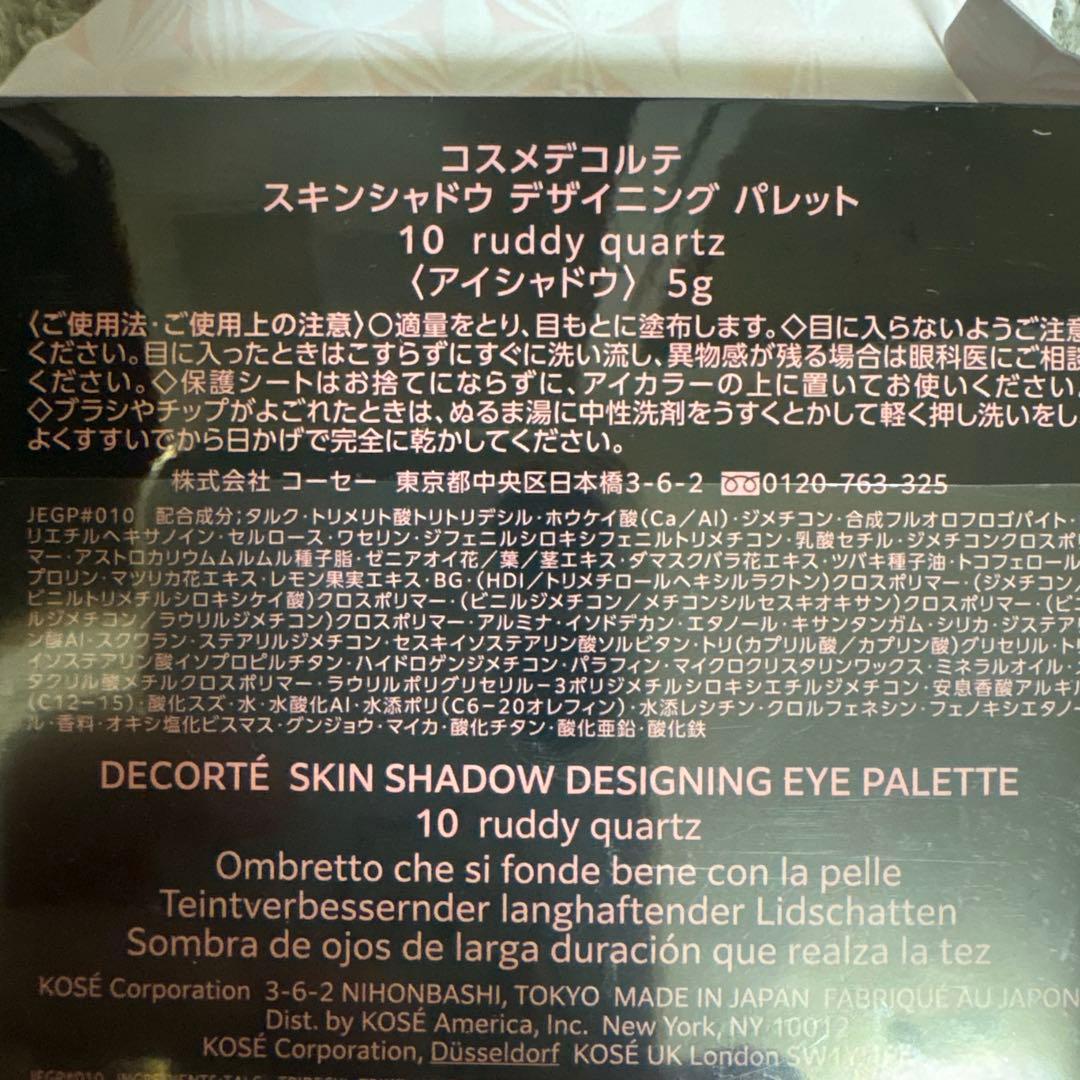 コスメデコルテ
スキンシャドウ デザイニング パレット
10 ruddy quartz
〈アイシャドウ〉 5g
〈ご使用法・ご使用上の注意〉○適量をとり、目もとに塗布します。◇目に入らないようご注意
ください。目に入ったときはこすらずにすぐに洗い流し、異物感が残る場合は眼科医にご相談
ください。◇保護シートはお捨てにならずに、アイカラーの上に置いてお使いください。
◇ブラシやチップがよごれたときは、ぬるま湯に中性洗剤をうすくとかして軽く押し洗いをし、
よくすすいでから日かげで完全に乾かしてください。
株式会社 コーセー 東京都中央区日本橋3-6-2 0120-763-325
JEGP#010 配合成分;タルク・トリメリト酸トリトリデシル・ホウケイ酸(Ca/Al)・ジメチコン・合成フルオロフロゴパイト・
リエチルヘキサノイン・セルロース・ワセリン・ジフェニルシロキシフェニルトリメチコン・乳酸セチル・ジメチコンクロスポリ
マー・アストロカリウムムルムル種子脂・ゼニアオイ花/葉/茎エキス・ダマスクバラ花エキス・ツバキ種子油・トコフェロール
プロリン・マツリカ花エキス・レモン果実エキス・BG・(HDI/トリメチロールヘキシルラクトン)クロスポリマー・(ジメチコン/
ビニルトリメチルシロキシケイ酸)クロスポリマー・(ビニルジメチコン/メチコンシルセスキオキサン)クロスポリマー・(ビニ
ルジメチコン/ラウリルジメチコン)クロスポリマー・アルミナ・イソドデカン・エタノール・キサンタンガム・シリカ・ジステアリ
ン酸Al・スクワラン・ステアリルジメチコン・セスキイソステアリン酸ソルビタン・トリ(カプリル酸/カプリン酸)グリセリル・トリ
イソステアリン酸イソプロピルチタン・ハイドロゲンジメチコン・パラフィン・マイクロクリスタリンワックス・ミネラルオイル・
タクリル酸メチルクロスポリマー・ラウリルポリグリセリル-3ポリジメチルシロキシエチルジメチコン・安息香酸アルキル
(C12-15)・酸化スズ・水・水酸化Al・水添ポリ(C6-20オレフィン)・水添レシチン・クロルフェネシン・フェノキシエタノー
ル・香料・オキシ塩化ビスマス・グンジョウ・マイカ・酸化チタン・酸化亜鉛・酸化鉄
DECORTÉ SKIN SHADOW DESIGNING EYE PALETTE
10 ruddy quartz
Ombretto che si fonde bene con la pelle
Teintverbessernder langhaftender Lidschatten
Sombra de ojos de larga duración que realza la tez
KOSÉ Corporation 3-6-2 NIHONBASHI, TOKYO MADE IN JAPAN FABRIQUÉ AU JAPON
Dist. by KOSÉ America, Inc. New York, NY 10012
KOSÉ Corporation, Düsseldorf KOSÉ UK London